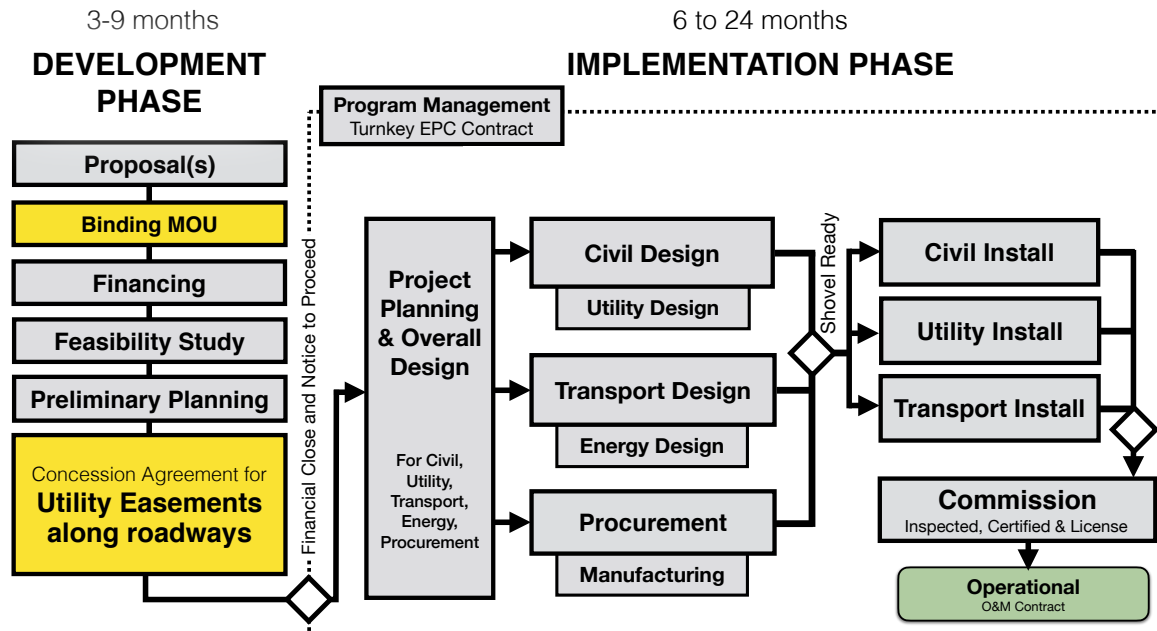 3-9 months
DEVELOPMENT
PHASE
Proposal(s)
Binding MOU
Financing
Feasibility Study
Preliminary Planning
Concession Agreement for
Utility Easements
along roadways
Financial Close and Notice to Proceed
6 to 24 months
IMPLEMENTATION PHASE
Program Management
Turnkey EPC Contract
Project
Planning
& Overall
Design
For Civil,
Utility,
Transport,
Energy,
Procurement
Civil Design
Utility Design
Transport Design
Energy Design
Procurement
Manufacturing
Shovel Ready
Civil Install
Utility Install
Transport Install
Commission
Inspected, Certified & License
Operational
O&M Contract